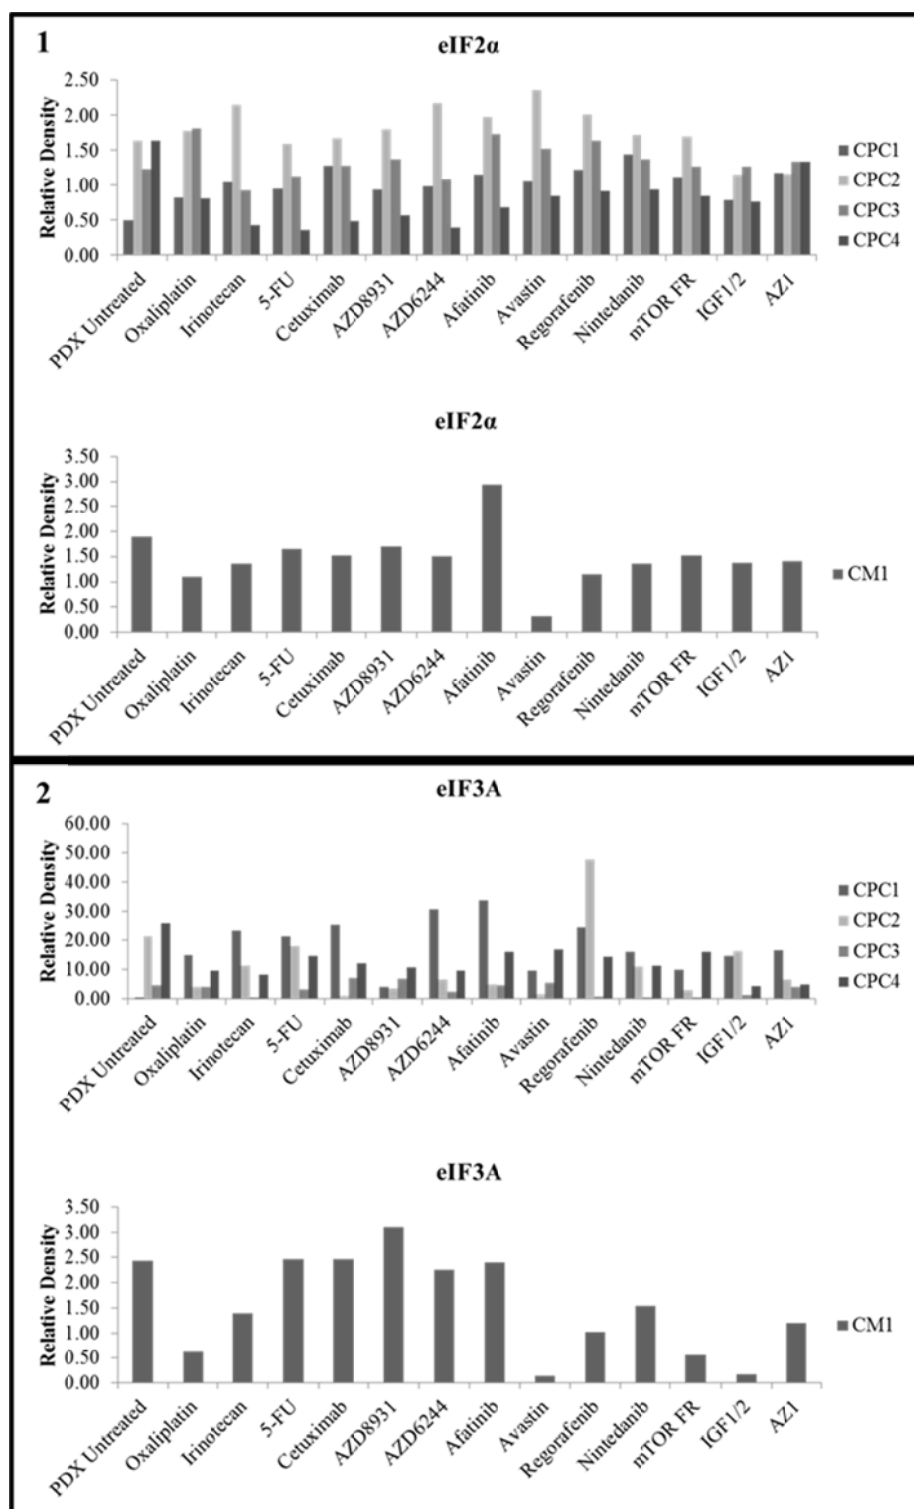 1
eIF2α
2.50
2.00
1.50
1.00
0.50
0.00
Relative Density
CPC1
CPC2
CPC3
CPC4
PDX Untreated
Oxaliplatin
Irinotecan
5-FU
Cetuximab
AZD8931
AZD6244
Afatinib
Avastin
Regorafenib
Nintedanib
mTOR FR
IGF1/2
AZ1
eIF2α
3.50
3.00
2.50
2.00
1.50
1.00
0.50
0.00
Relative Density
CM1
PDX Untreated
Oxaliplatin
Irinotecan
5-FU
Cetuximab
AZD8931
AZD6244
Afatinib
Avastin
Regorafenib
Nintedanib
mTOR FR
IGF1/2
AZ1
2
eIF3A
60.00
50.00
40.00
30.00
20.00
10.00
0.00
Relative Density
CPC1
CPC2
CPC3
CPC4
PDX Untreated
Oxaliplatin
Irinotecan
5-FU
Cetuximab
AZD8931
AZD6244
Afatinib
Avastin
Regorafenib
Nintedanib
mTOR FR
IGF1/2
AZ1
eIF3A
3.50
3.00
2.50
2.00
1.50
1.00
0.50
0.00
Relative Density
CM1
PDX Untreated
Oxaliplatin
Irinotecan
5-FU
Cetuximab
AZD8931
AZD6244
Afatinib
Avastin
Regorafenib
Nintedanib
mTOR FR
IGF1/2
AZ1